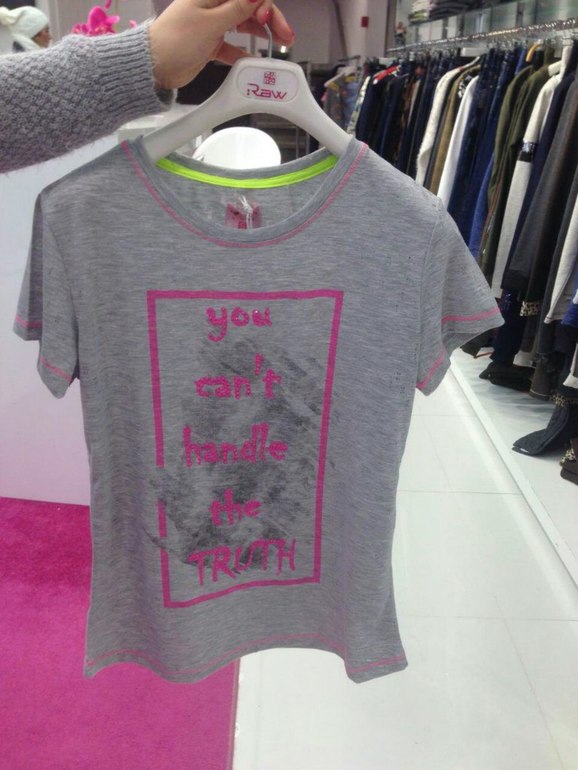 Raw
you
can't
handle
the
TRUTH